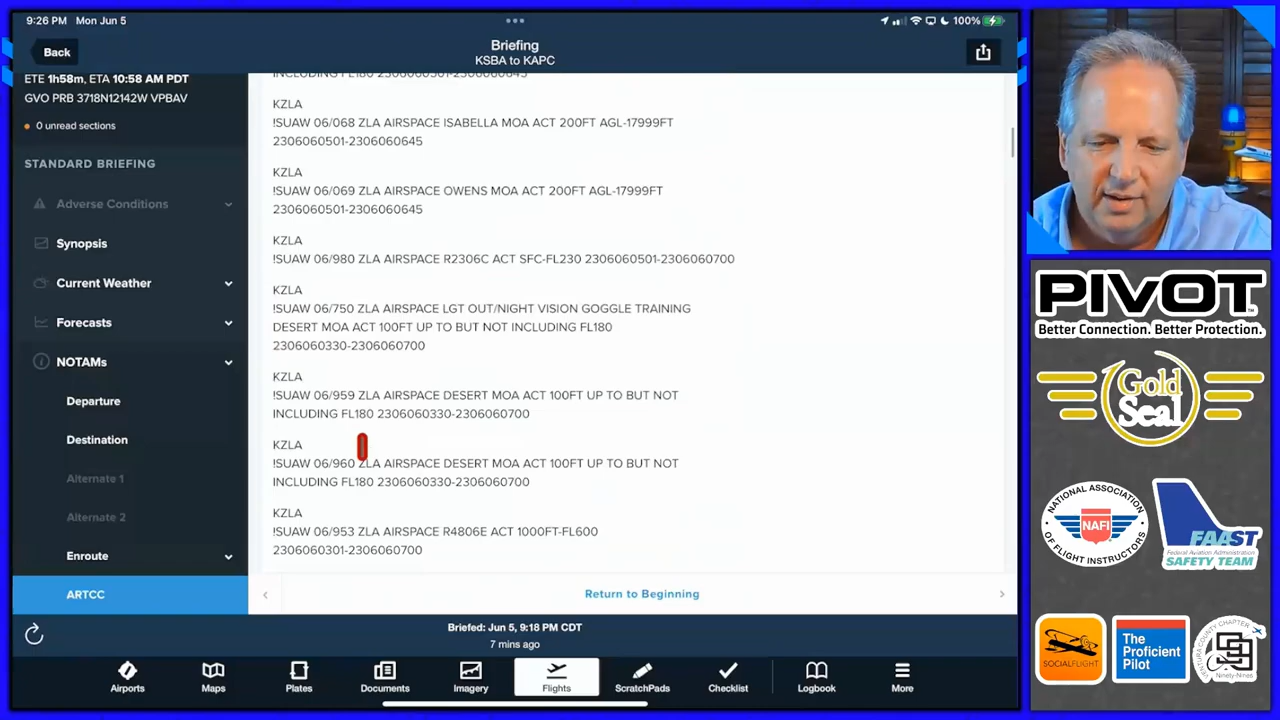 9:26 PM Mon Jun 5
100%
Back
Briefing
KSBA to KAPC
ETE 1h58m, ETA 10:58 AM PDT
GVO PRB 3718N12142W VPBAV
0 unread sections
STANDARD BRIEFING
Adverse Conditions
Synopsis
Current Weather
Forecasts
NOTAMs
Departure
Destination
Alternate 1
Alternate 2
Enroute
ARTCC
INCLUDING FL180 2306060501-2306060645
KZLA
!SUAW 06/068 ZLA AIRSPACE ISABELLA MOA ACT 200FT AGL-17999FT
2306060501-2306060645
KZLA
!SUAW 06/069 ZLA AIRSPACE OWENS MOA ACT 200FT AGL-17999FT
2306060501-2306060645
KZLA
!SUAW 06/980 ZLA AIRSPACE R2306C ACT SFC-FL230 2306060501-2306060700
KZLA
!SUAW 06/750 ZLA AIRSPACE LGT OUT/NIGHT VISION GOGGLE TRAINING
DESERT MOA ACT 100FT UP TO BUT NOT INCLUDING FL180
2306060330-2306060700
KZLA
!SUAW 06/959 ZLA AIRSPACE DESERT MOA ACT 100FT UP TO BUT NOT
INCLUDING FL180 2306060330-2306060700
KZLA
!SUAW 06/960 ZLA AIRSPACE DESERT MOA ACT 100FT UP TO BUT NOT
INCLUDING FL180 2306060330-2306060700
KZLA
!SUAW 06/953 ZLA AIRSPACE R4806E ACT 1000FT-FL600
2306060301-2306060700
Return to Beginning
Briefed: Jun 5, 9:18 PM CDT
7 mins ago
Airports
Maps
Plates
Documents
Imagery
Flights
ScratchPads
Checklist
Logbook
More
PIVOT
Better Connection. Better Protection.
Gold
Seal
NATIONAL ASSOCIATION
NAFI
OF FLIGHT INSTRUCTORS
FAAST
Federal Aviation Administration
SAFETY TEAM
SOCIALFLIGHT
The
Proficient
Pilot
VENTURA COUNTY CHAPTER
99
Ninety-Nines